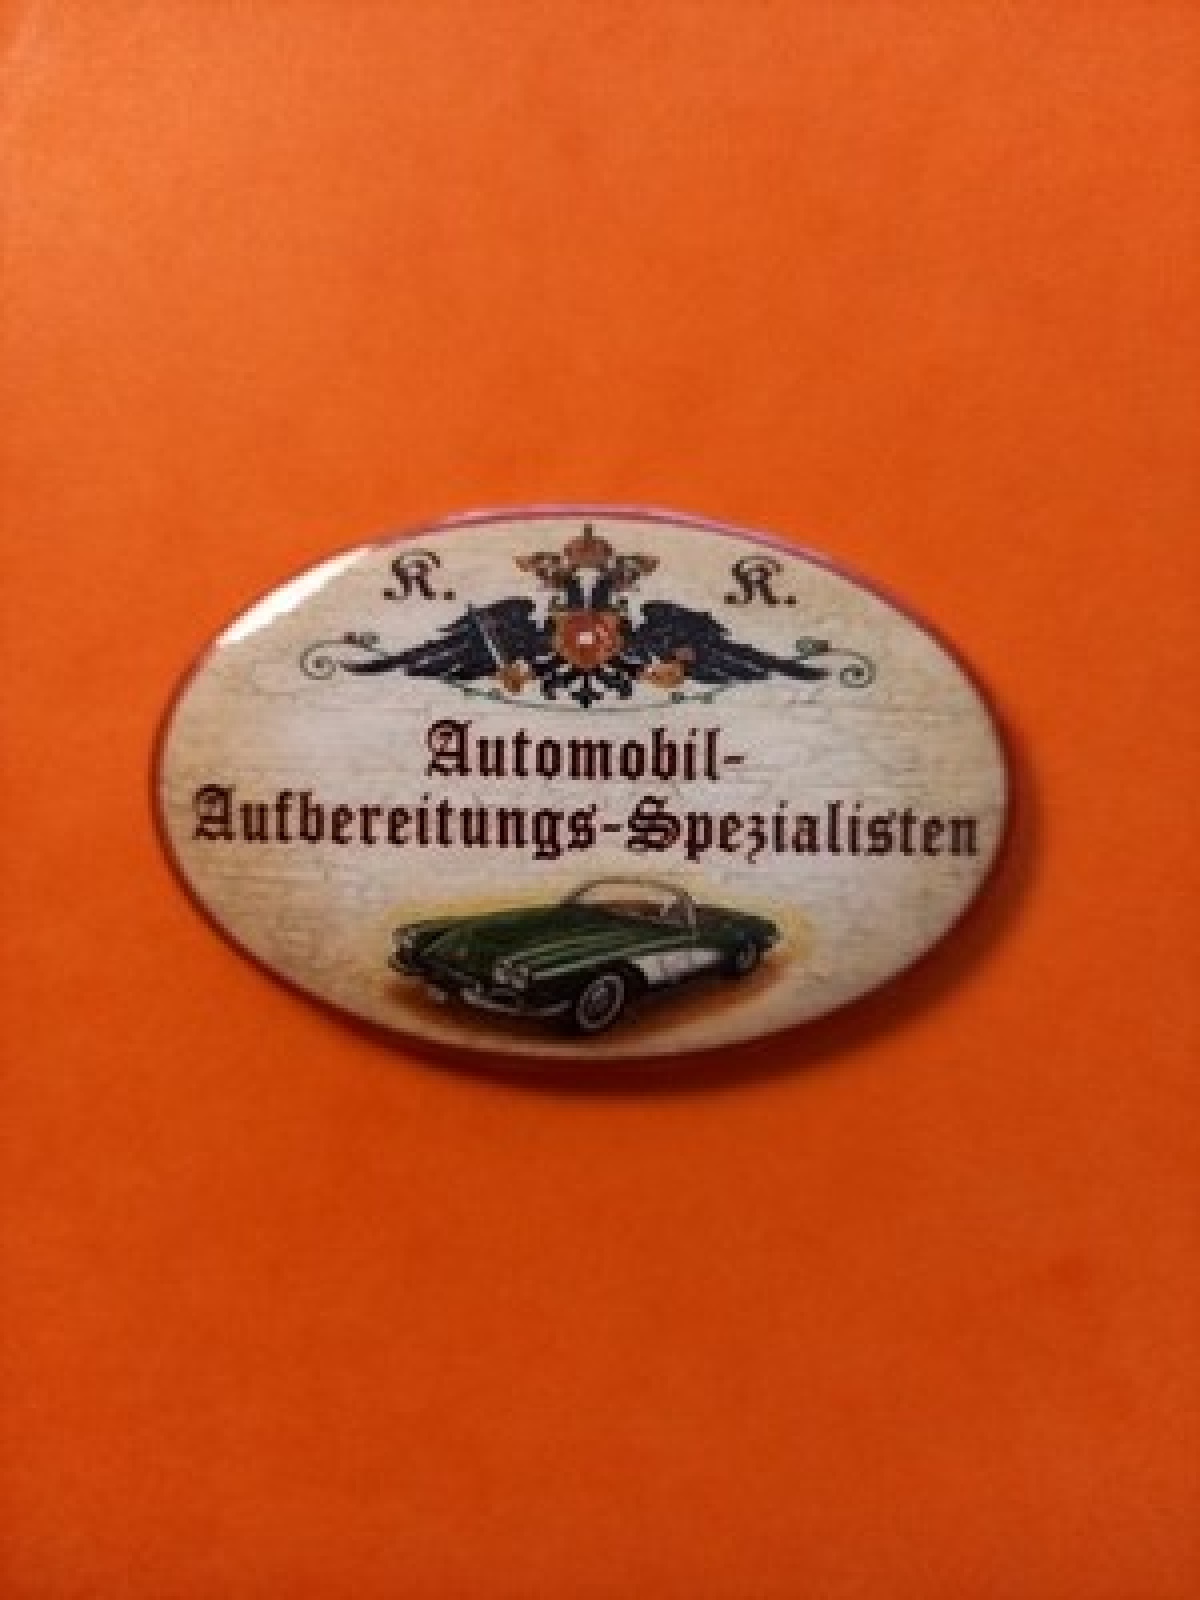 K. K.
Automobil-
Aufbereitungs-Spezialisten